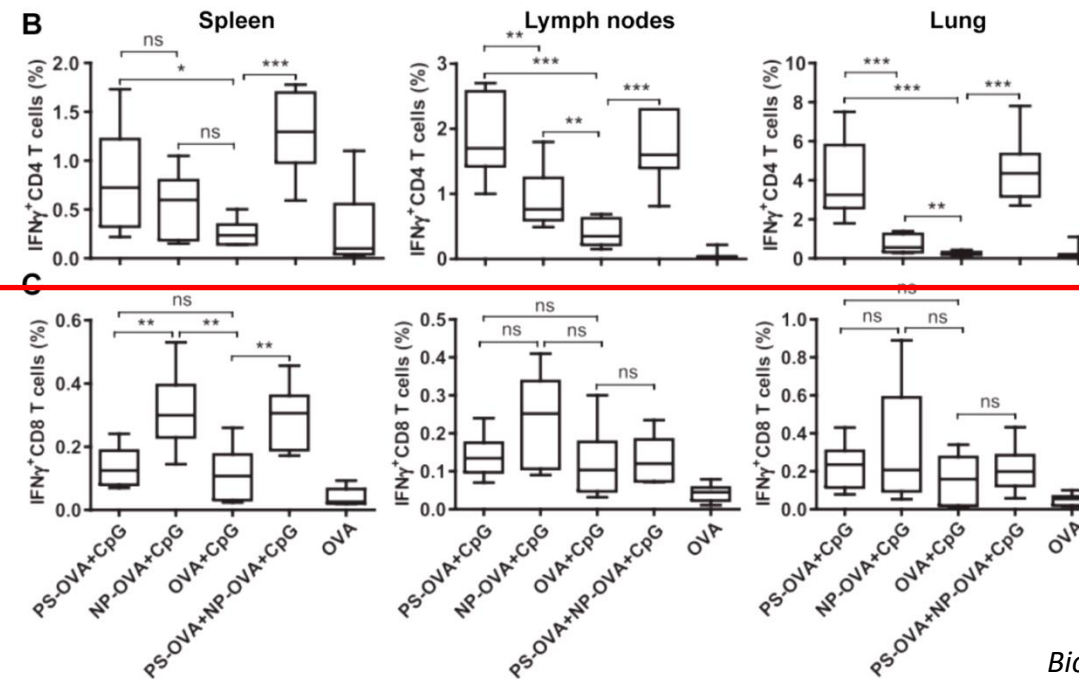 B
Spleen
Lymph nodes
Lung
IFNγ+CD4 T cells (%)
2.0
1.5
1.0
0.5
0.0
ns
*
***
ns
IFNγ+CD4 T cells (%)
3
2
1
0
**
***
***
**
IFNγ+CD4 T cells (%)
10
8
6
4
2
0
***
***
***
**
C
IFNγ+CD8 T cells (%)
0.6
0.4
0.2
0.0
ns
**
**
**
PS-OVA+CpG
NP-OVA+CpG
OVA+CpG
PS-OVA+NP-OVA+CpG
OVA
IFNγ+CD8 T cells (%)
0.5
0.4
0.3
0.2
0.1
0.0
ns
ns
ns
ns
PS-OVA+CpG
NP-OVA+CpG
OVA+CpG
PS-OVA+NP-OVA+CpG
OVA
IFNγ+CD8 T cells (%)
1.0
0.8
0.6
0.4
0.2
0.0
ns
ns
ns
ns
PS-OVA+CpG
NP-OVA+CpG
OVA+CpG
PS-OVA+NP-OVA+CpG
OVA